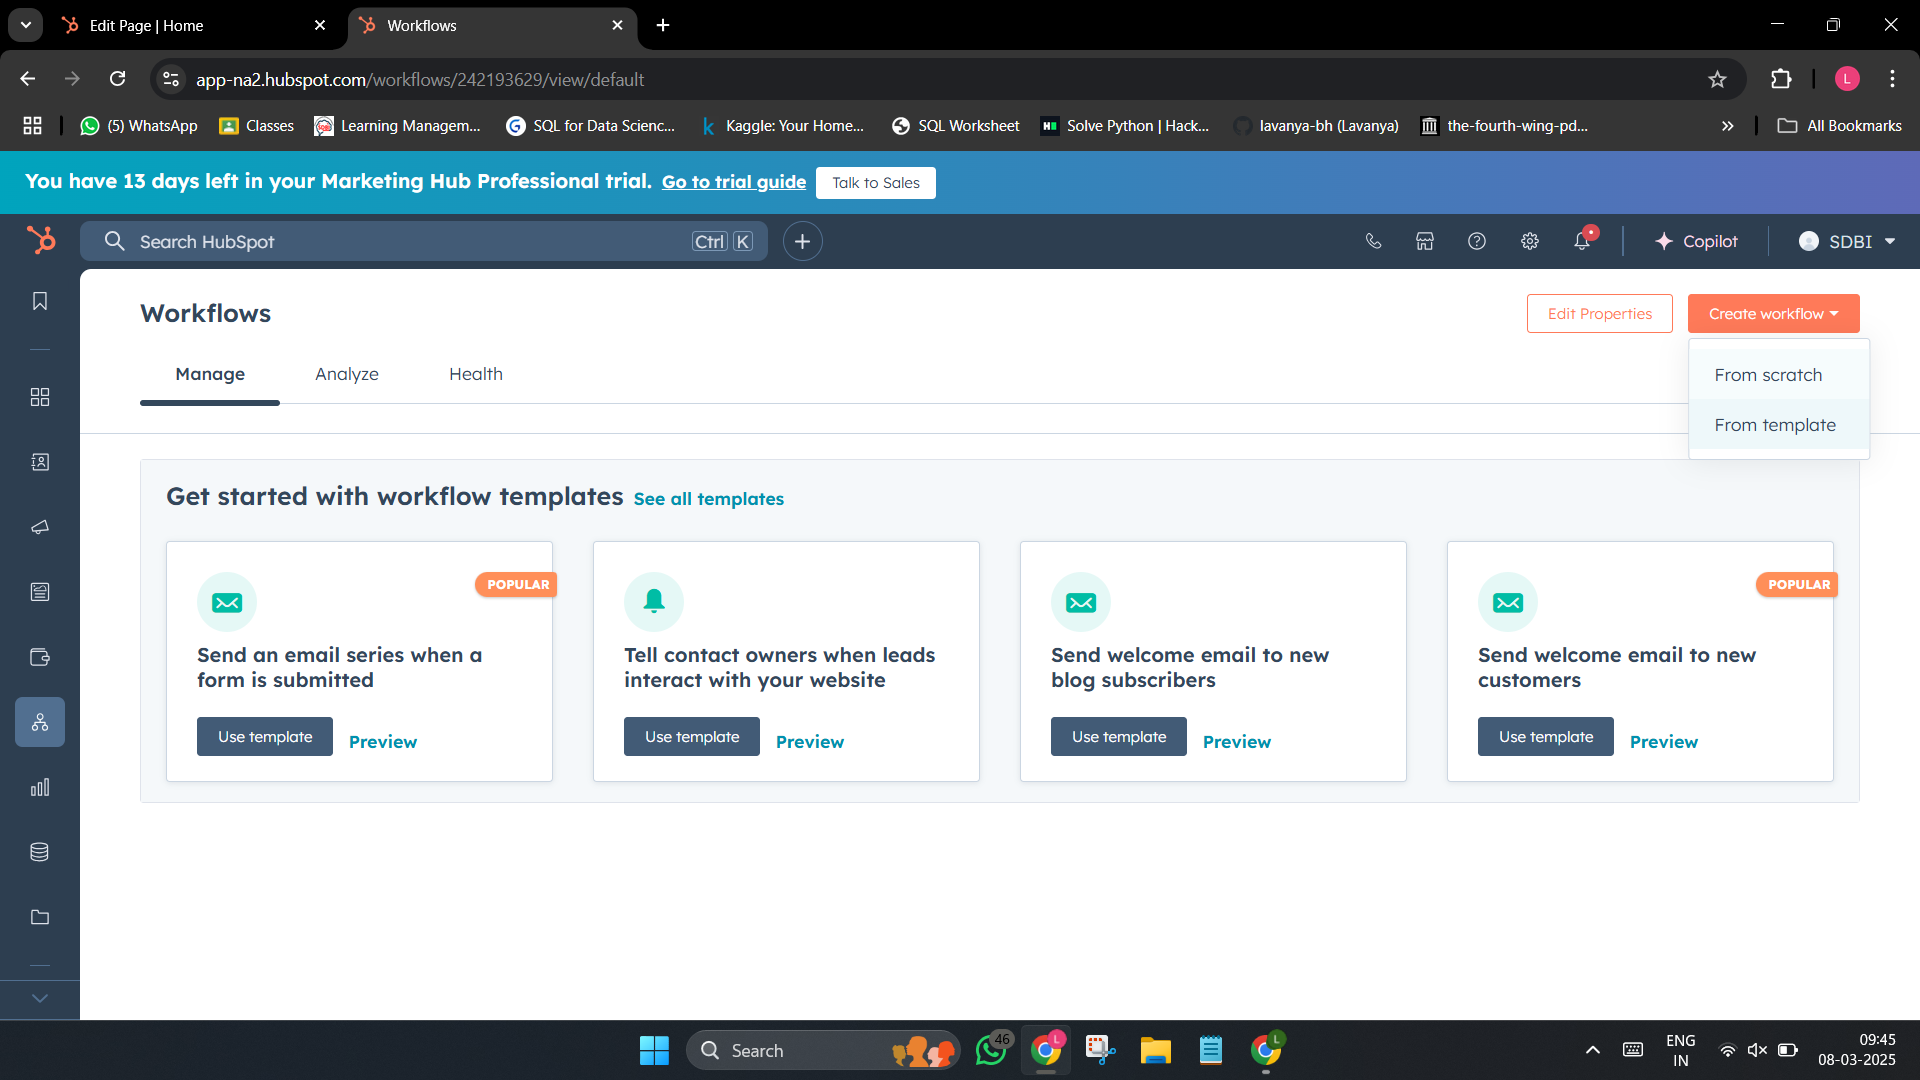 Edit Page | Home
Workflows
app-na2.hubspot.com/workflows/242193629/view/default
L
(5) WhatsApp
Classes
Learning Managem...
SQL for Data Scienc...
Kaggle: Your Home...
SQL Worksheet
Solve Python | Hack...
lavanya-bh (Lavanya)
the-fourth-wing-pd...
All Bookmarks
You have 13 days left in your Marketing Hub Professional trial. Go to trial guide
Talk to Sales
Search HubSpot
Ctrl K
Copilot
SDBI
Workflows
Edit Properties
Create workflow
Manage
Analyze
Health
From scratch
From template
Get started with workflow templates See all templates
POPULAR
Send an email series when a
form is submitted
Use template
Preview
Tell contact owners when leads
interact with your website
Use template
Preview
Send welcome email to new
blog subscribers
Use template
Preview
POPULAR
Send welcome email to new
customers
Use template
Preview
Search
46
L
L
ENG
IN
09:45
08-03-2025